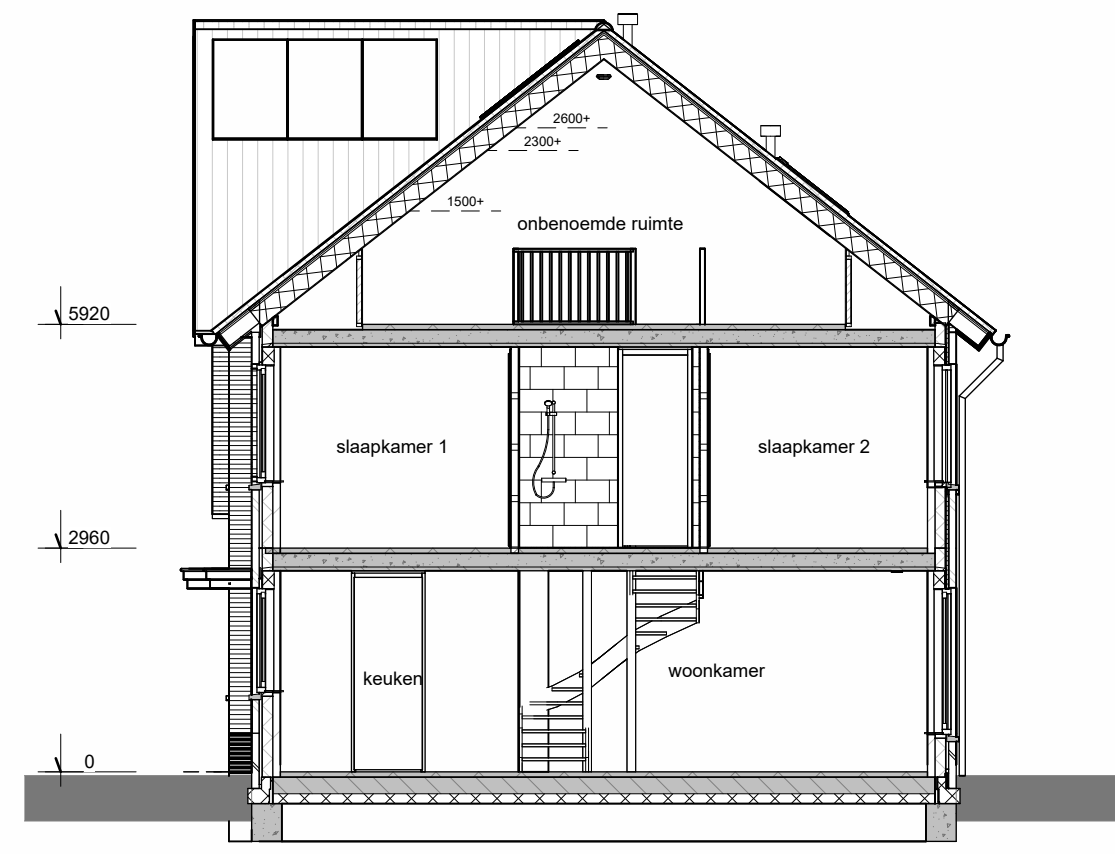 2600+
2300+
1500+
onbenoemde ruimte
5920
slaapkamer 1
slaapkamer 2
2960
keuken
woonkamer
0